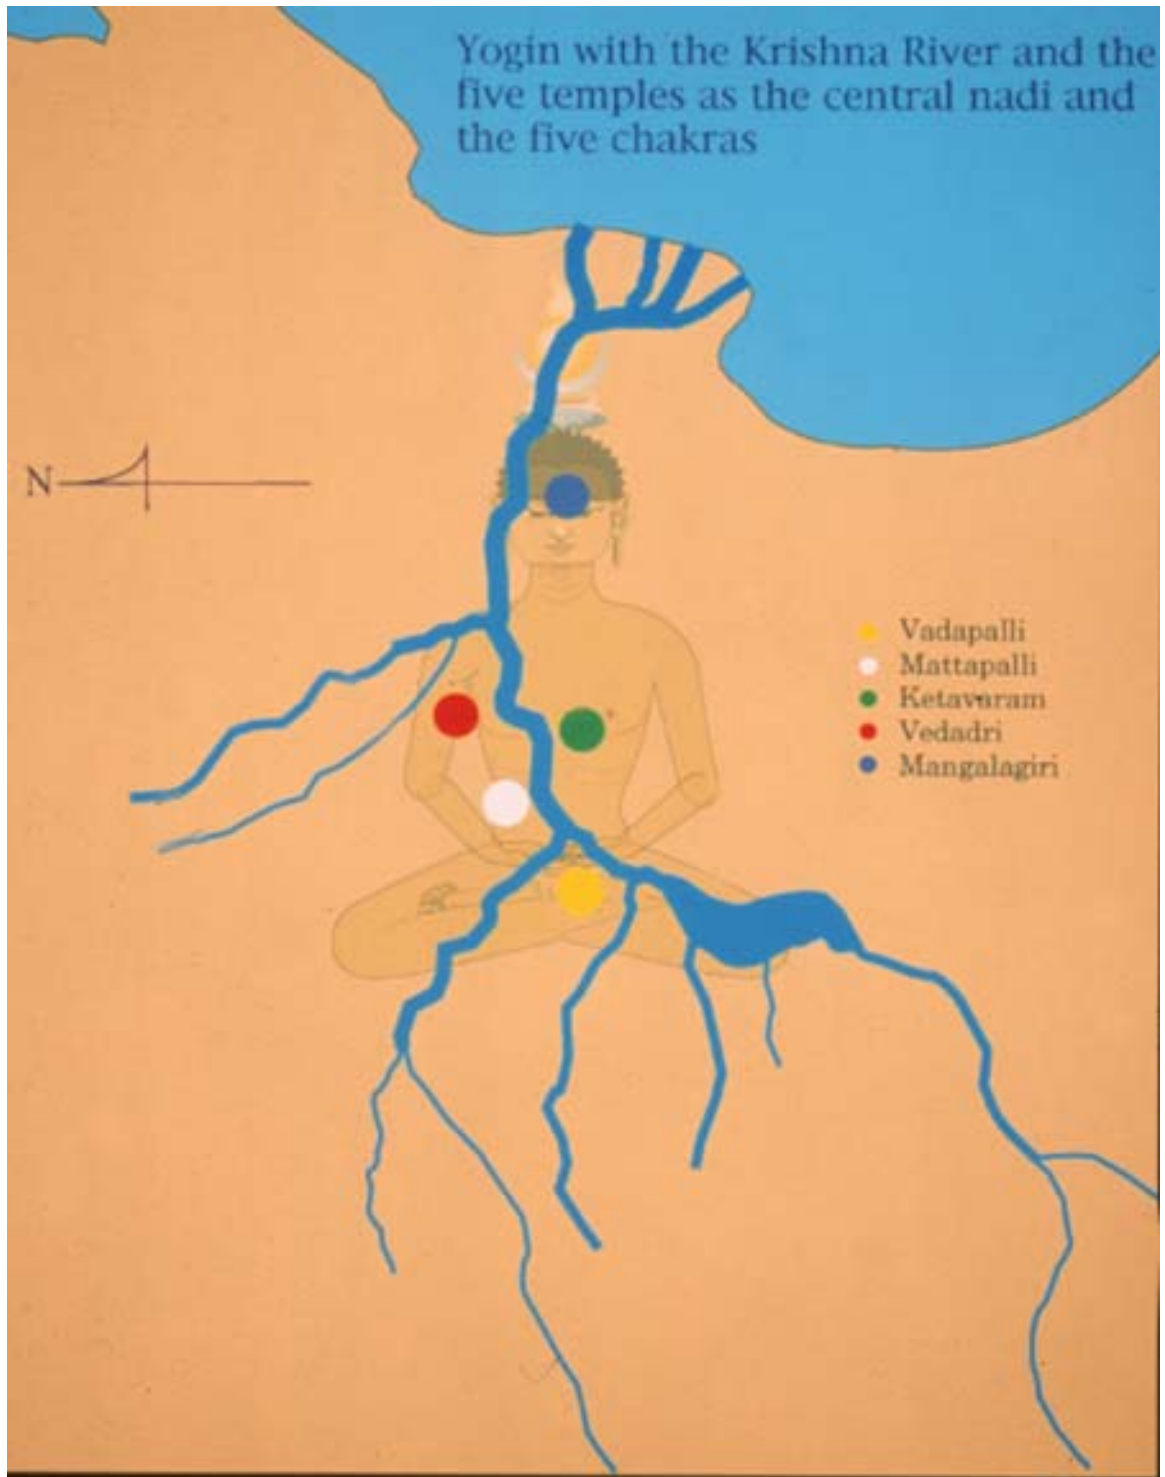 Yogin with the Krishna River and the
five temples as the central nadi and
the five chakras
N
Vadapalli
Mattapalli
Ketavaram
Vedadri
Mangalagiri